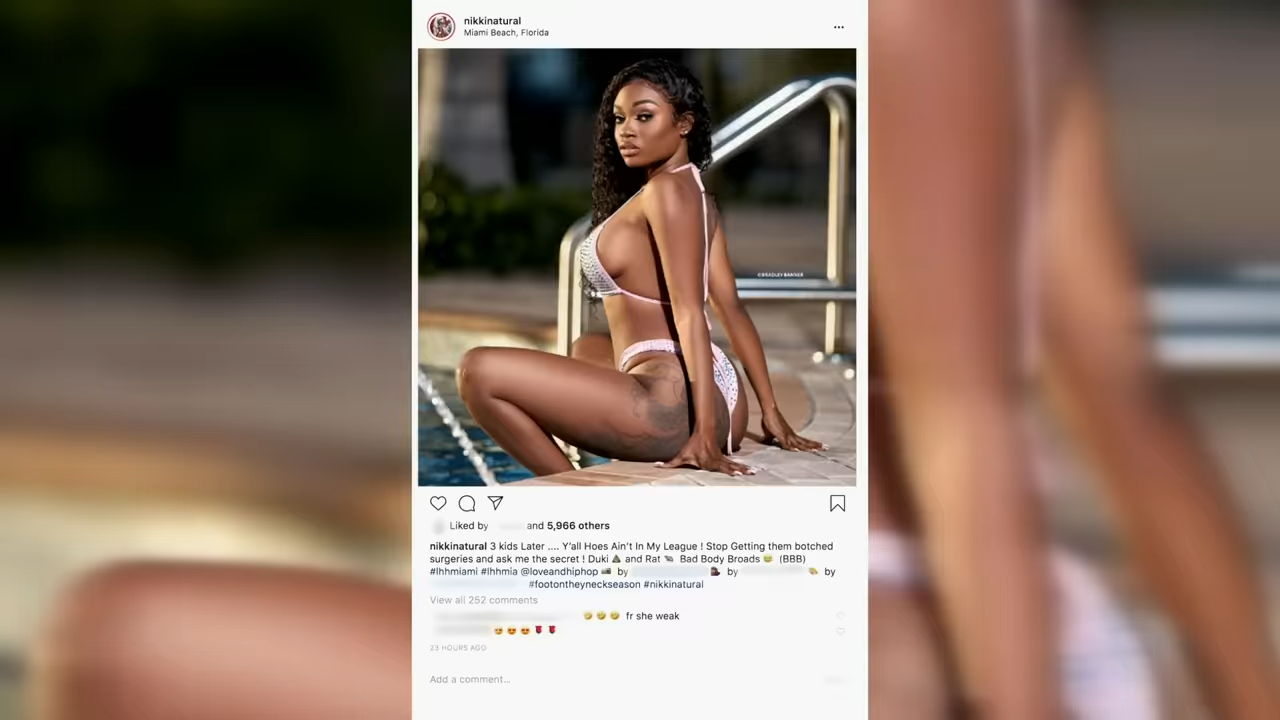 nikkinatural
Miami Beach, Florida
©BRADLEY BANNER
Liked by and 5,966 others
nikkinatural 3 kids Later .... Y'all Hoes Ain't In My League ! Stop Getting them botched
surgeries and ask me the secret ! Duki 💩 and Rat 🐀 Bad Body Broads 🤢 (BBB)
#lhhmiami #lhhmia @loveandhiphop 📸 by by by
#footontheyneckseason #nikkinatural
View all 252 comments
🤣 🤣 🤣 fr she weak
😍 😍 😍 🌹 🌹
23 HOURS AGO
Add a comment...